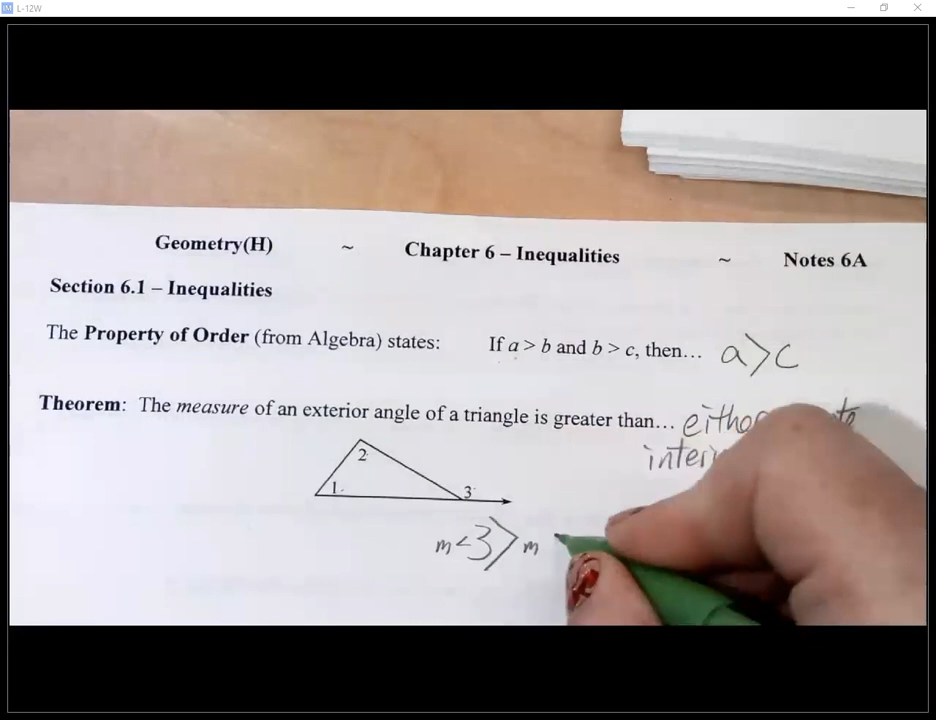 L-12W
Geometry(H) ~ Chapter 6 – Inequalities ~ Notes 6A
Section 6.1 – Inequalities
The Property of Order (from Algebra) states: If a > b and b > c, then… a>c
Theorem: The measure of an exterior angle of a triangle is greater than…
2
1
3
m<3>m